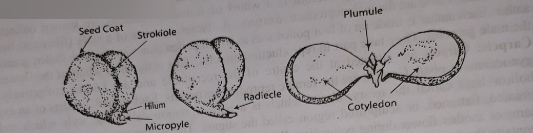 Plumule
Seed Coat
Strokiole
Hilum
Radiecle
Micropyle
Cotyledon